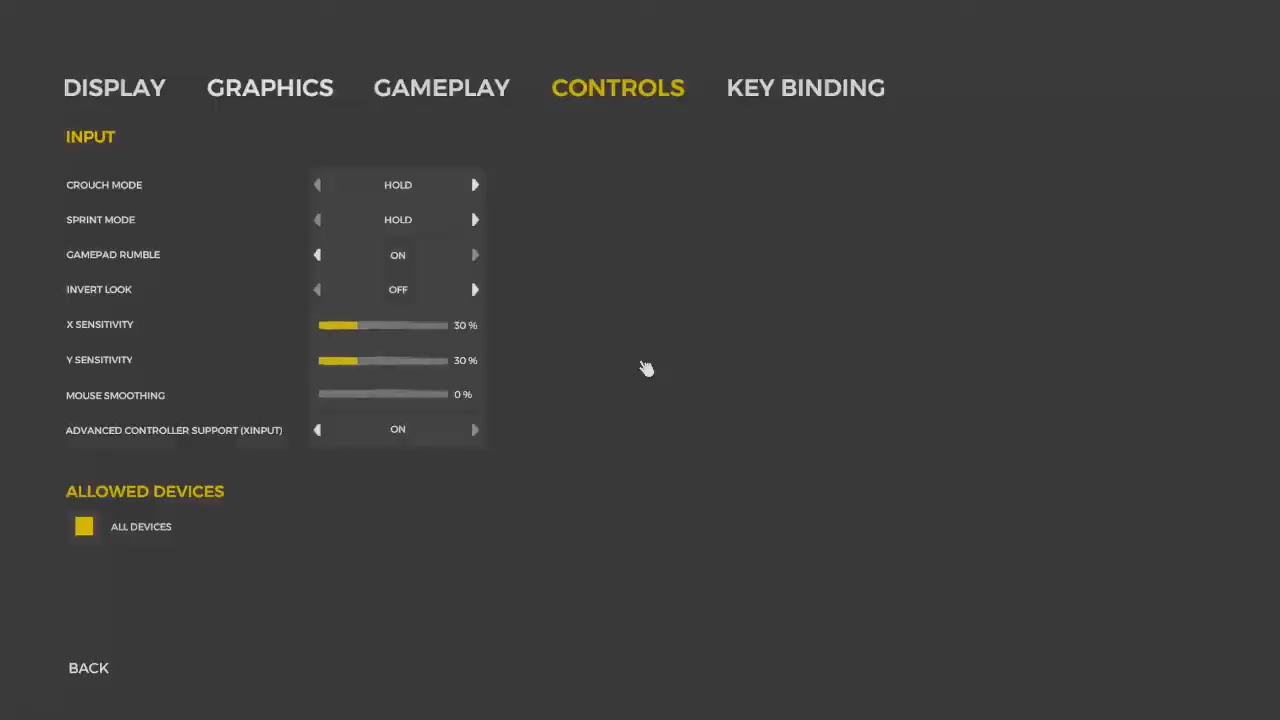 DISPLAY GRAPHICS GAMEPLAY CONTROLS KEY BINDING
INPUT
CROUCH MODE HOLD
SPRINT MODE HOLD
GAMEPAD RUMBLE ON
INVERT LOOK OFF
X SENSITIVITY 30 %
Y SENSITIVITY 30 %
MOUSE SMOOTHING 0 %
ADVANCED CONTROLLER SUPPORT (XINPUT) ON
ALLOWED DEVICES
ALL DEVICES
BACK